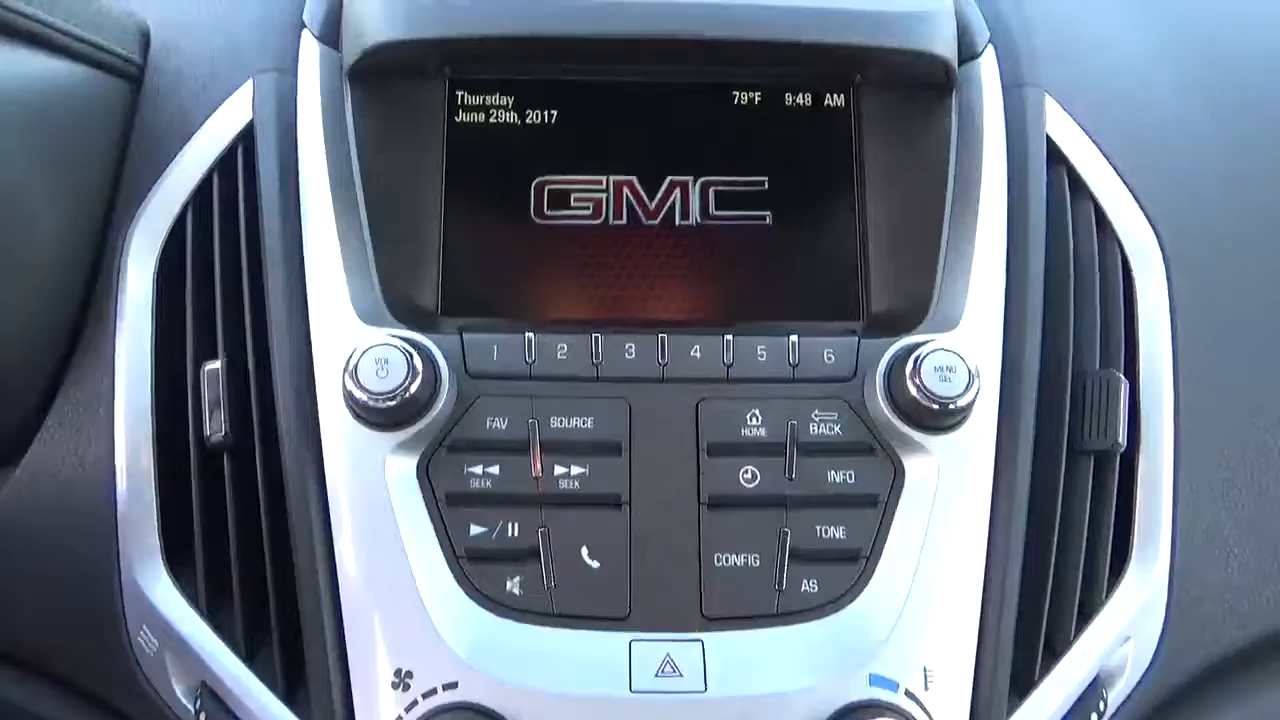 Thursday
June 29th, 2017
79°F 9:48 AM
GMC
1 2 3 4 5 6
VOL
MENU
SEL
FAV SOURCE
HOME
BACK
SEEK SEEK
INFO
TONE
CONFIG
AS